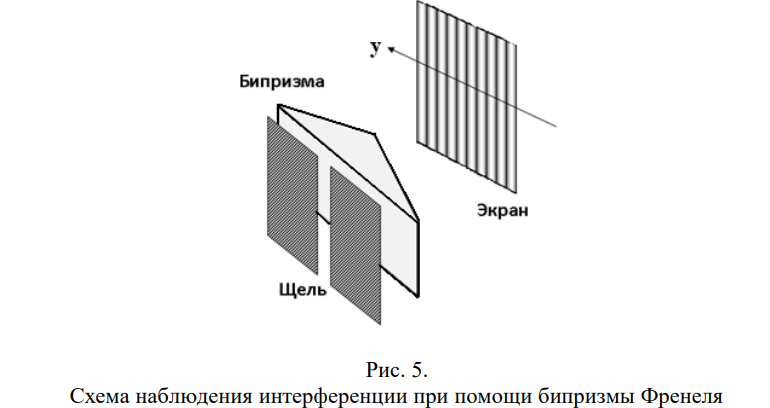 y
Бипризма
Экран
Щель
Рис. 5.
Схема наблюдения интерференции при помощи бипризмы Френеля